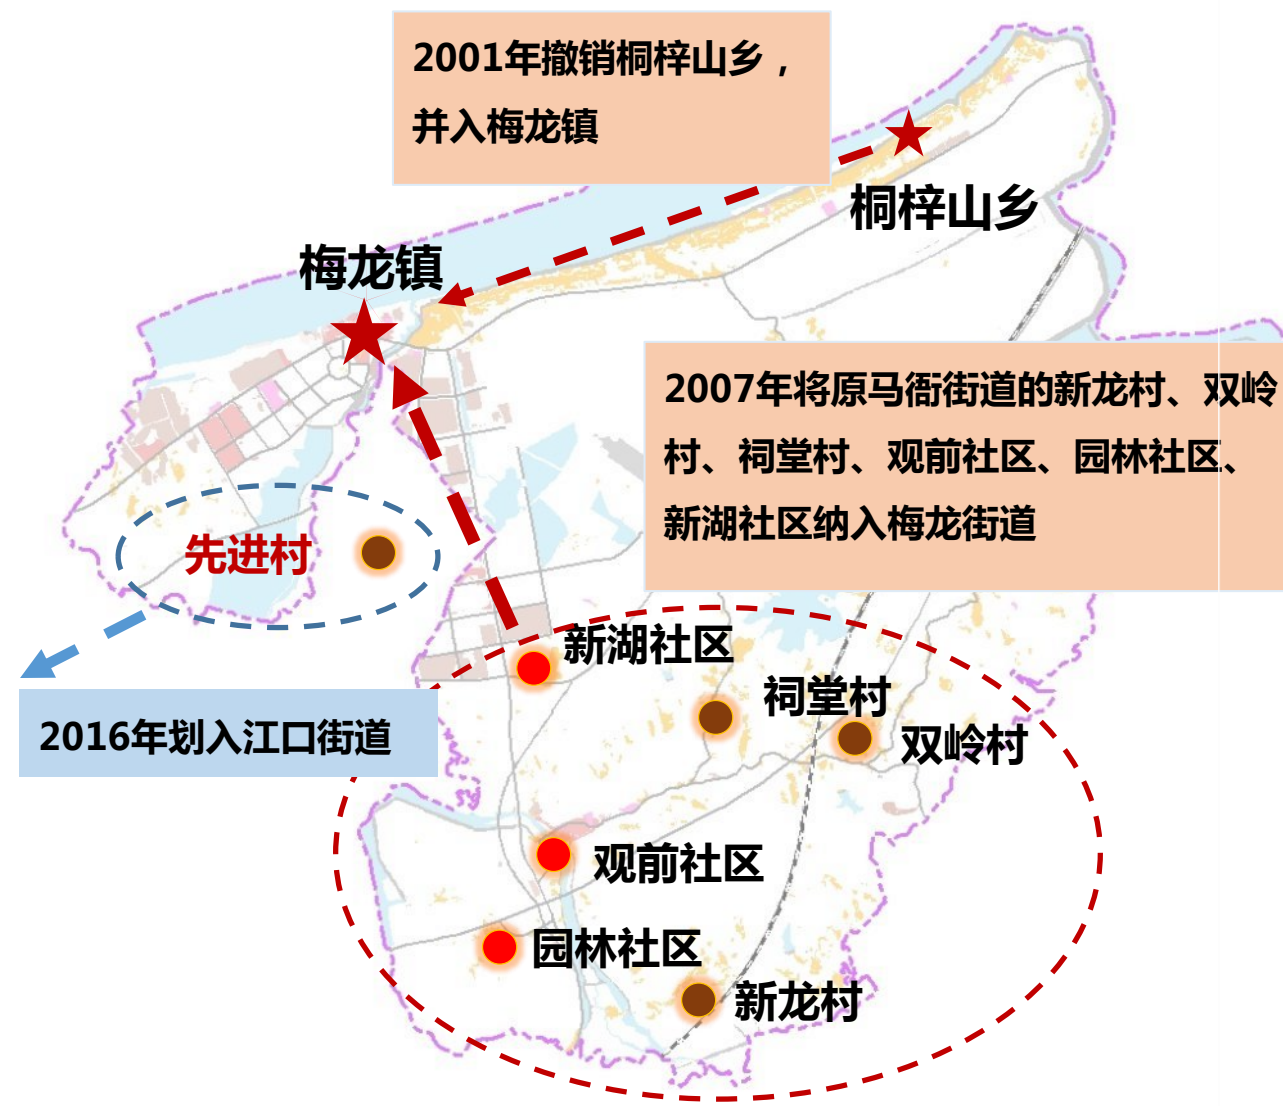 2001年撤销桐梓山乡，
并入梅龙镇
桐梓山乡
梅龙镇
2007年将原马衙街道的新龙村、双岭
村、祠堂村、观前社区、园林社区、
新湖社区纳入梅龙街道
先进村
新湖社区
祠堂村
双岭村
2016年划入江口街道
观前社区
园林社区
新龙村